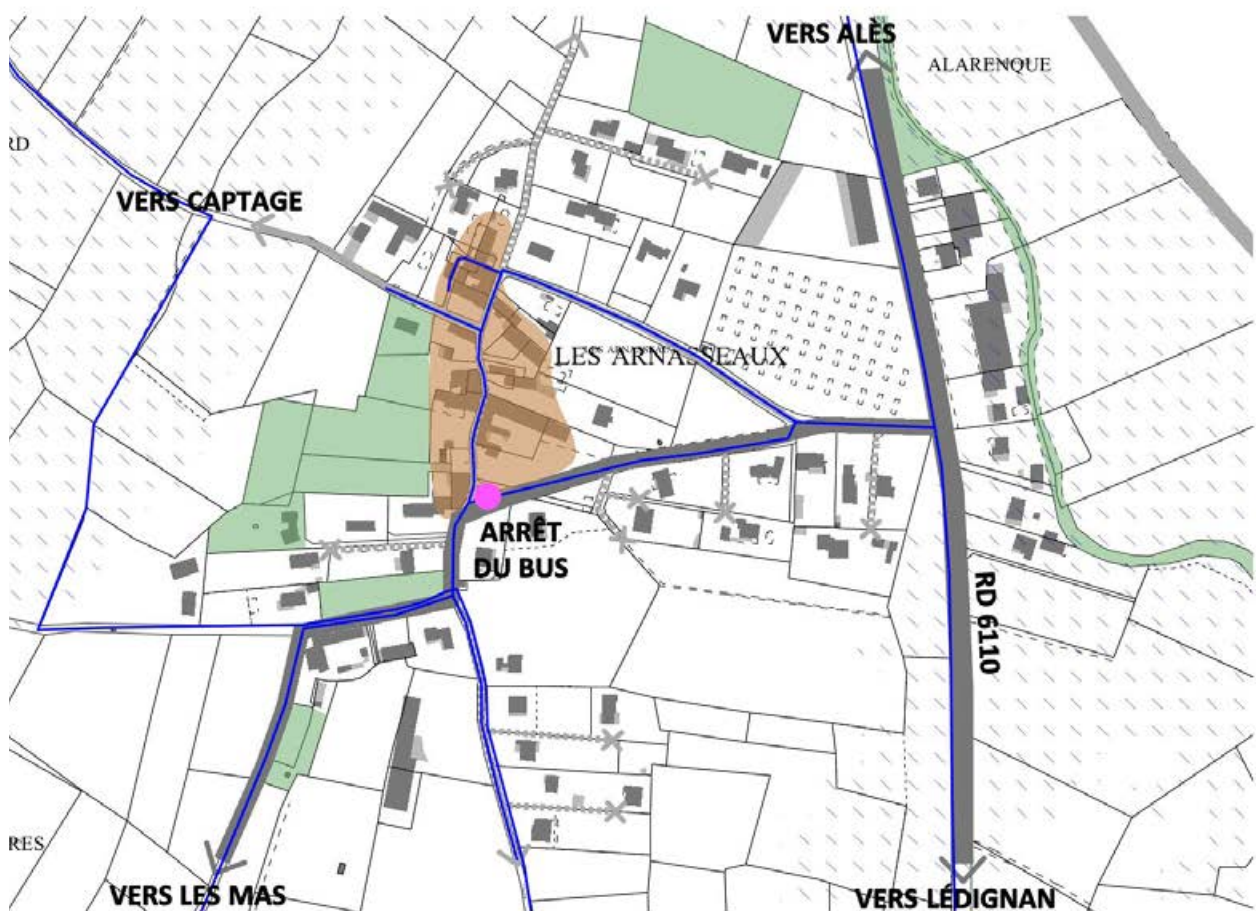 VERS ALÈS
ALARENQUE
RD
VERS CAPTAGE
LES ARNASSEAUX
27
ARRÊT
DU BUS
RD 6110
RES
VERS LES MAS
VERS LÉDIGNAN